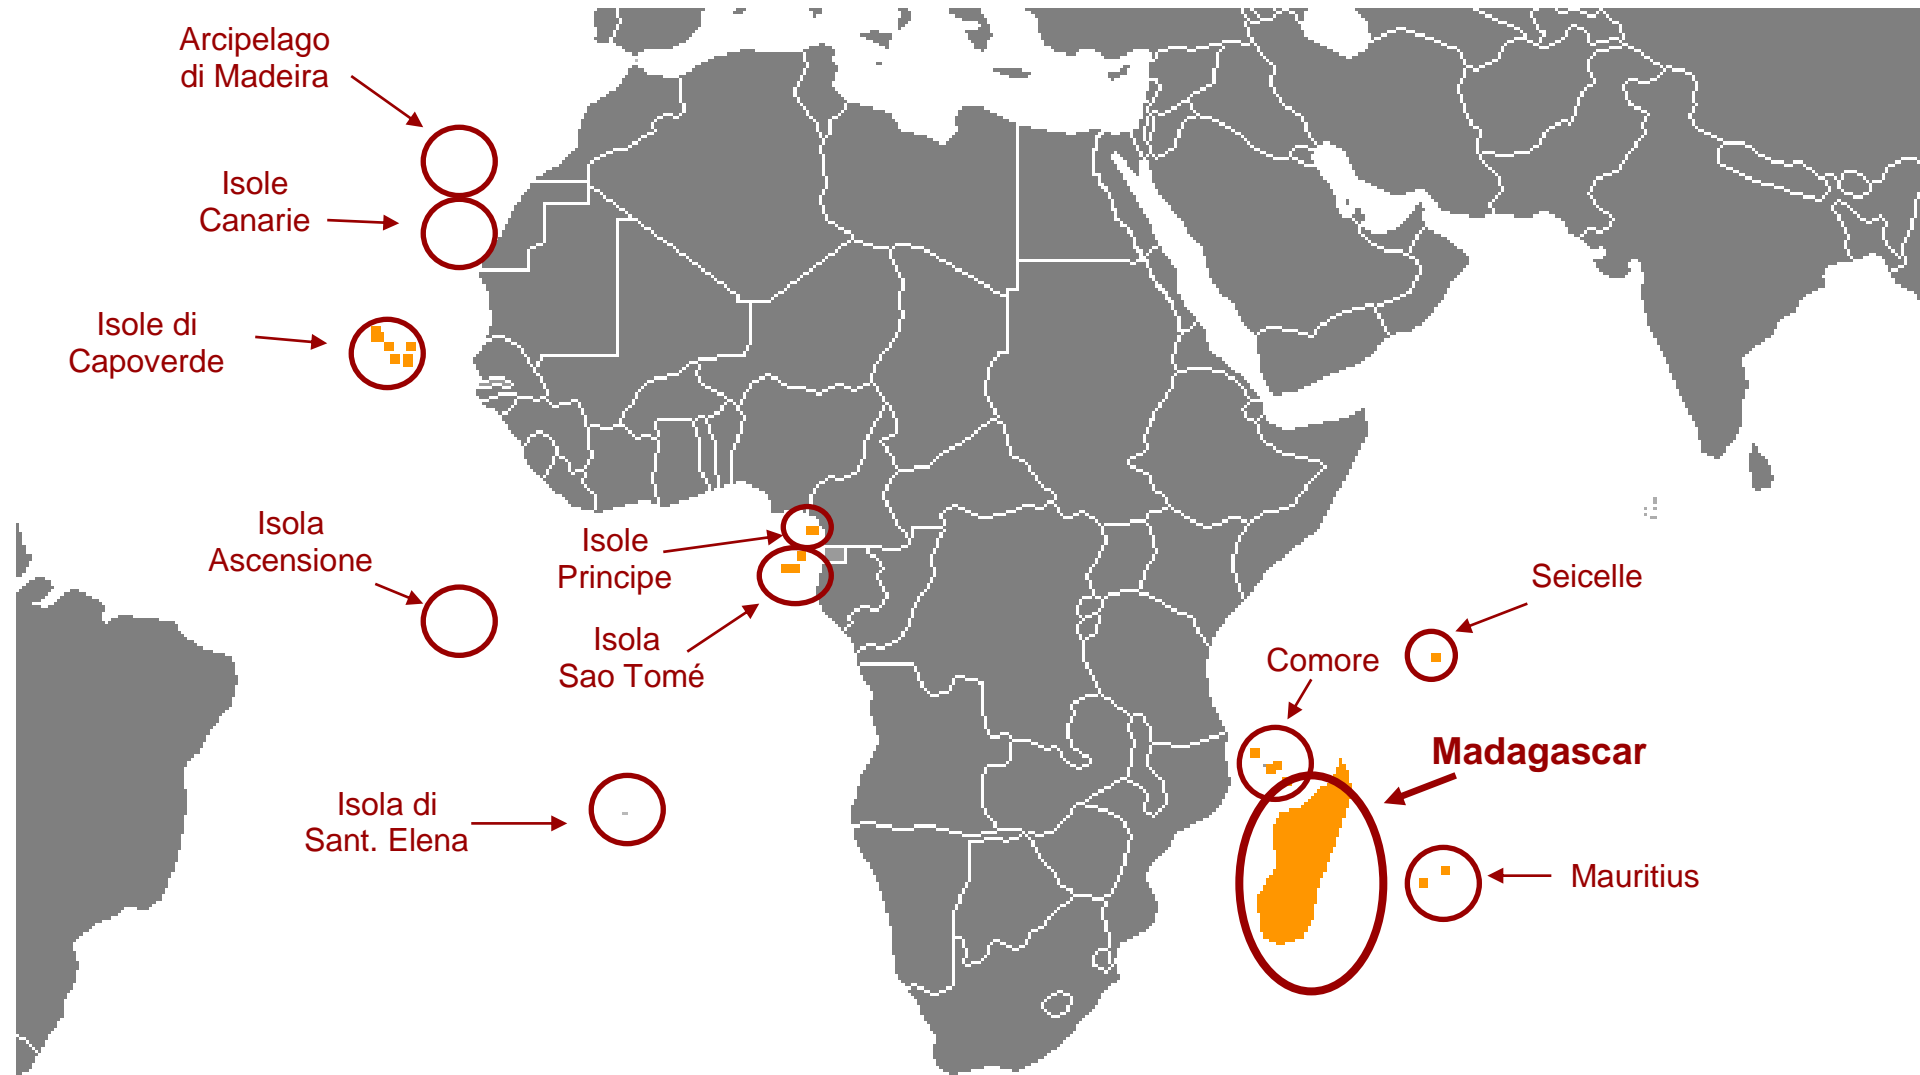 Arcipelago
di Madeira
Isole
Canarie
Isole di
Capoverde
Isola
Ascensione
Isole
Principe
Isola
Sao Tomé
Seicelle
Comore
Madagascar
Isola di
Sant. Elena
Mauritius